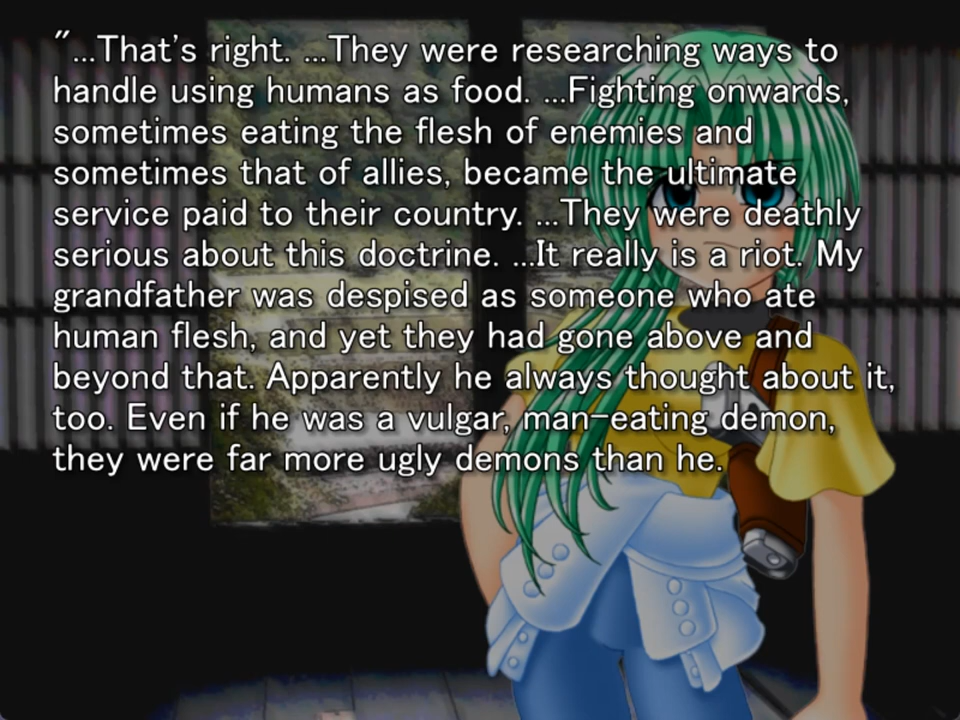 "...That's right. ...They were researching ways to
handle using humans as food. ...Fighting onwards,
sometimes eating the flesh of enemies and
sometimes that of allies, became the ultimate
service paid to their country. ...They were deathly
serious about this doctrine. ...It really is a riot. My
grandfather was despised as someone who ate
human flesh, and yet they had gone above and
beyond that. Apparently he always thought about it,
too. Even if he was a vulgar, man-eating demon,
they were far more ugly demons than he.